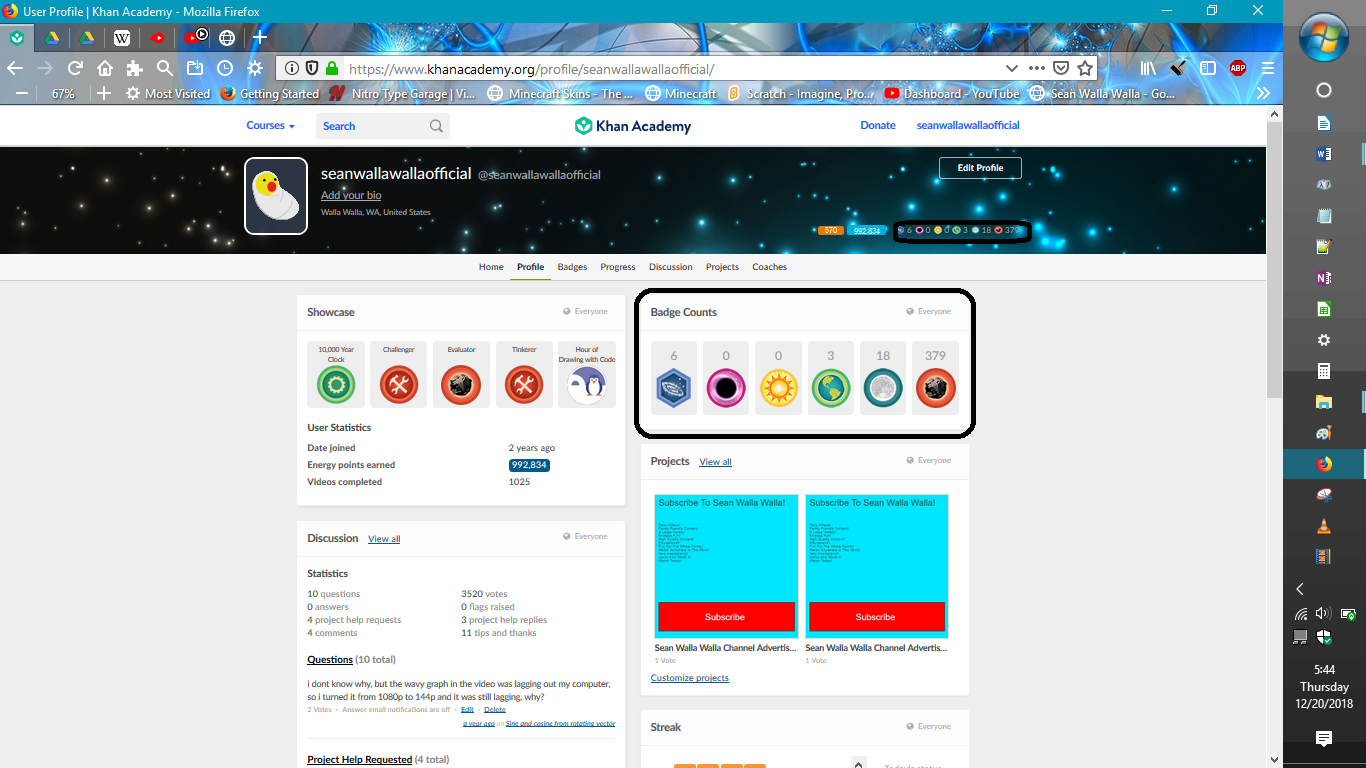 User Profile | Khan Academy - Mozilla Firefox
https://www.khanacademy.org/profile/seanwallawallaofficial/
67% Most Visited Getting Started Nitro Type Garage | Vi... Minecraft Skins - The ... Minecraft Scratch - Imagine, Pro... Dashboard - YouTube Sean Walla Walla - Go...
Courses Search Khan Academy Donate seanwallawallaofficial
seanwallawallaofficial @seanwallawallaofficial
Edit Profile
Add your bio
Walla Walla, WA, United States
570 992,834 6 0 0 3 18 379
Home Profile Badges Progress Discussion Projects Coaches
Showcase Everyone
10,000 Year Clock
Challenger
Evaluator
Tinkerer
Hour of Drawing with Code
User Statistics
Date joined 2 years ago
Energy points earned 992,834
Videos completed 1025
Badge Counts Everyone
6 0 0 3 18 379
Projects View all Everyone
Subscribe To Sean Walla Walla!
Subscribe
Subscribe To Sean Walla Walla!
Subscribe
Sean Walla Walla Channel Advertis...
1 Vote
Sean Walla Walla Channel Advertis...
1 Vote
Customize projects
Discussion View all Everyone
Statistics
10 questions 3520 votes
0 answers 0 flags raised
4 project help requests 3 project help replies
4 comments 11 tips and thanks
Questions (10 total)
i dont know why, but the wavy graph in the video was lagging out my computer,
so i turned it from 1080p to 144p and it was still lagging, why?
2 Votes • Answer email notifications are off • Edit • Delete
a year ago on Sine and cosine from rotating vector
Project Help Requested (4 total)
Streak Everyone
Today's status
ABP
5:44
Thursday
12/20/2018